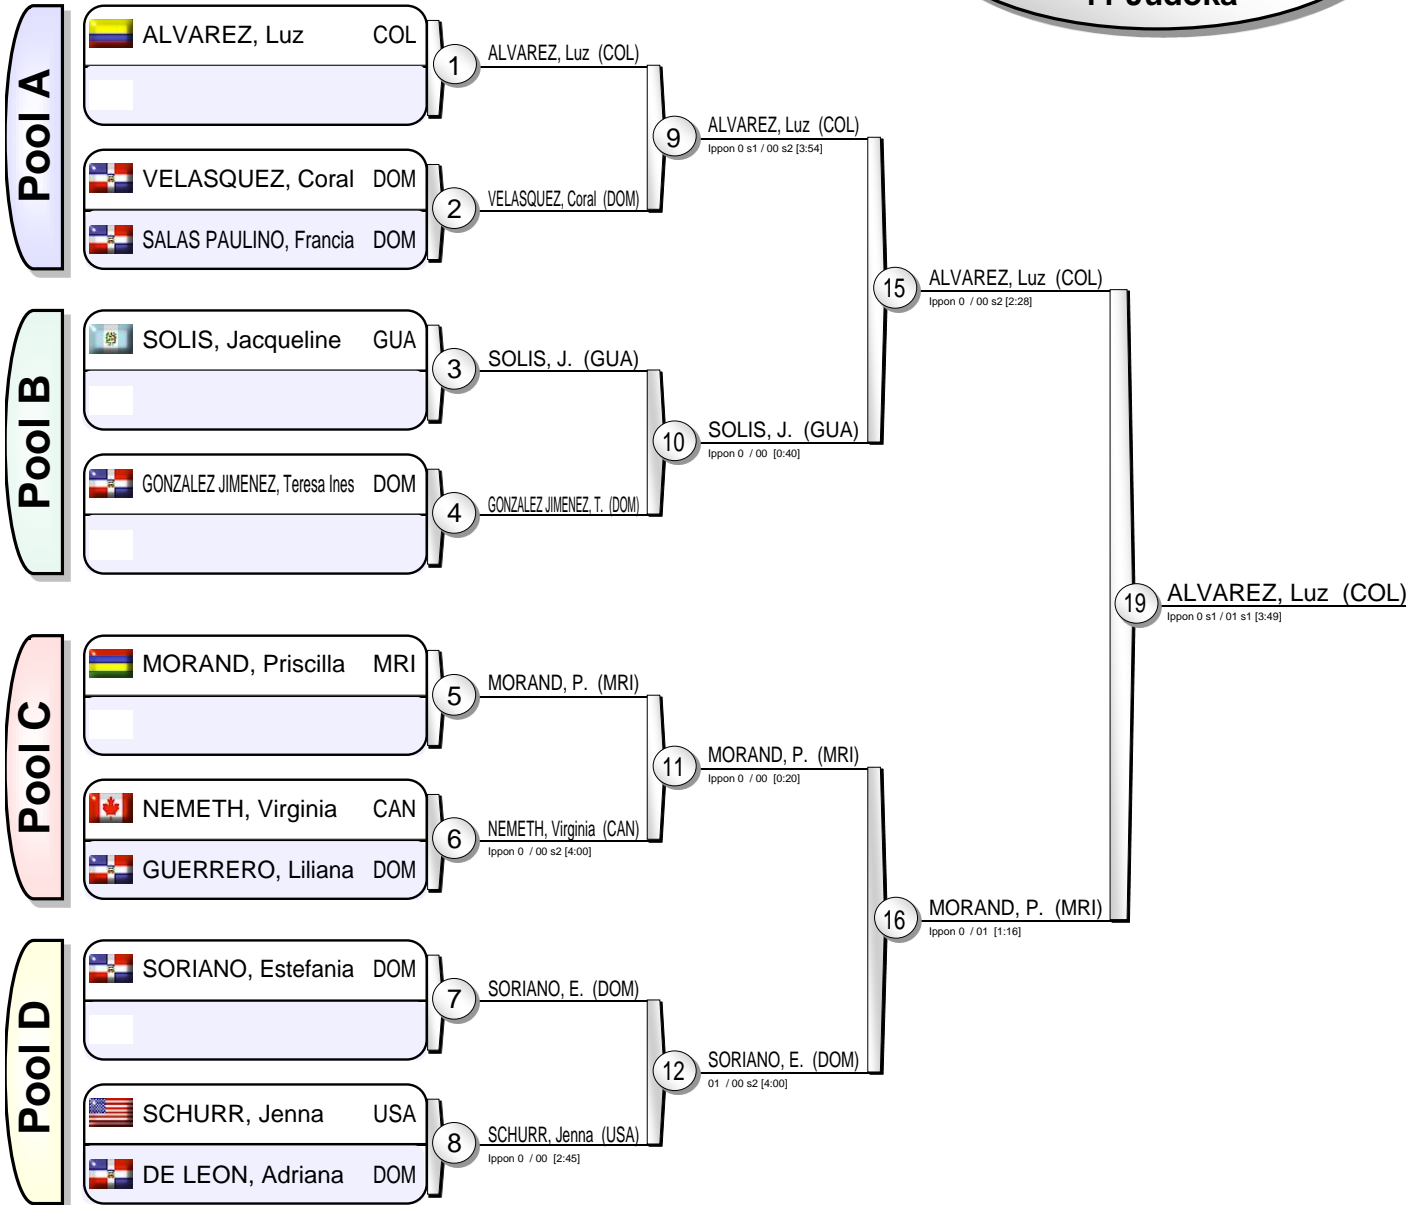 11 Judoka
Pool A
ALVAREZ, Luz COL
1
ALVAREZ, Luz (COL)
VELASQUEZ, Coral DOM
SALAS PAULINO, Francia DOM
2
VELASQUEZ, Coral (DOM)
9
ALVAREZ, Luz (COL)
Ippon 0 s1 / 00 s2 [3:54]
Pool B
SOLIS, Jacqueline GUA
3
SOLIS, J. (GUA)
GONZALEZ JIMENEZ, Teresa Ines DOM
4
GONZALEZ JIMENEZ, T. (DOM)
10
SOLIS, J. (GUA)
Ippon 0 / 00 [0:40]
15
ALVAREZ, Luz (COL)
Ippon 0 / 00 s2 [2:28]
Pool C
MORAND, Priscilla MRI
5
MORAND, P. (MRI)
NEMETH, Virginia CAN
GUERRERO, Liliana DOM
6
NEMETH, Virginia (CAN)
Ippon 0 / 00 s2 [4:00]
11
MORAND, P. (MRI)
Ippon 0 / 00 [0:20]
Pool D
SORIANO, Estefania DOM
7
SORIANO, E. (DOM)
SCHURR, Jenna USA
DE LEON, Adriana DOM
8
SCHURR, Jenna (USA)
Ippon 0 / 00 [2:45]
12
SORIANO, E. (DOM)
01 / 00 s2 [4:00]
16
MORAND, P. (MRI)
Ippon 0 / 01 [1:16]
19
ALVAREZ, Luz (COL)
Ippon 0 s1 / 01 s1 [3:49]